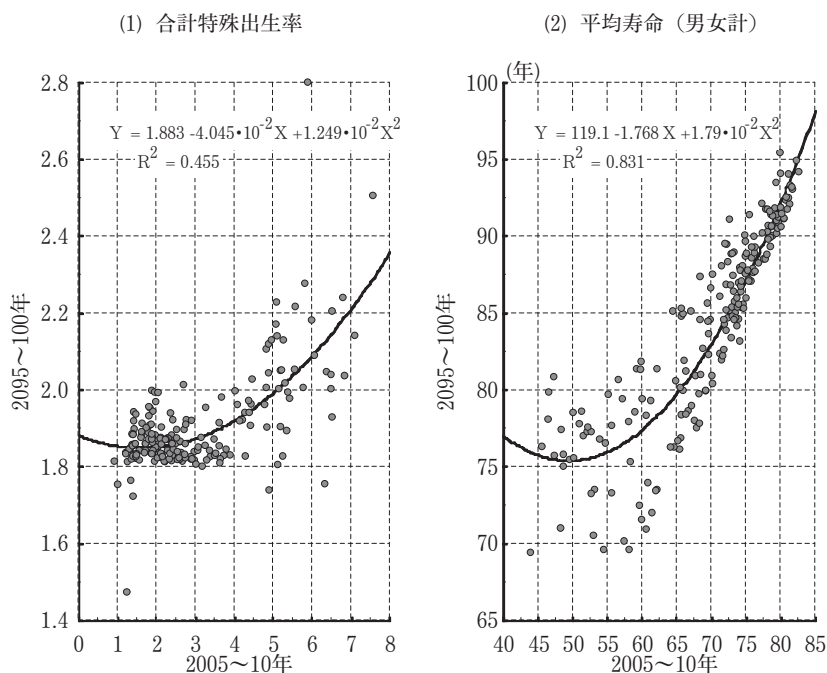 (1) 合計特殊出生率
2.8
2.6
2.4
2.2
2.0
1.8
1.6
1.4
Y = 1.883 -4.045•10-2X +1.249•10-2X2
R2 = 0.455
2095〜100年
0 1 2 3 4 5 6 7 8
2005〜10年
(2) 平均寿命（男女計）
(年)
100
95
90
85
80
75
70
65
Y = 119.1 -1.768 X +1.79•10-2X2
R2 = 0.831
2095〜100年
40 45 50 55 60 65 70 75 80 85
2005〜10年